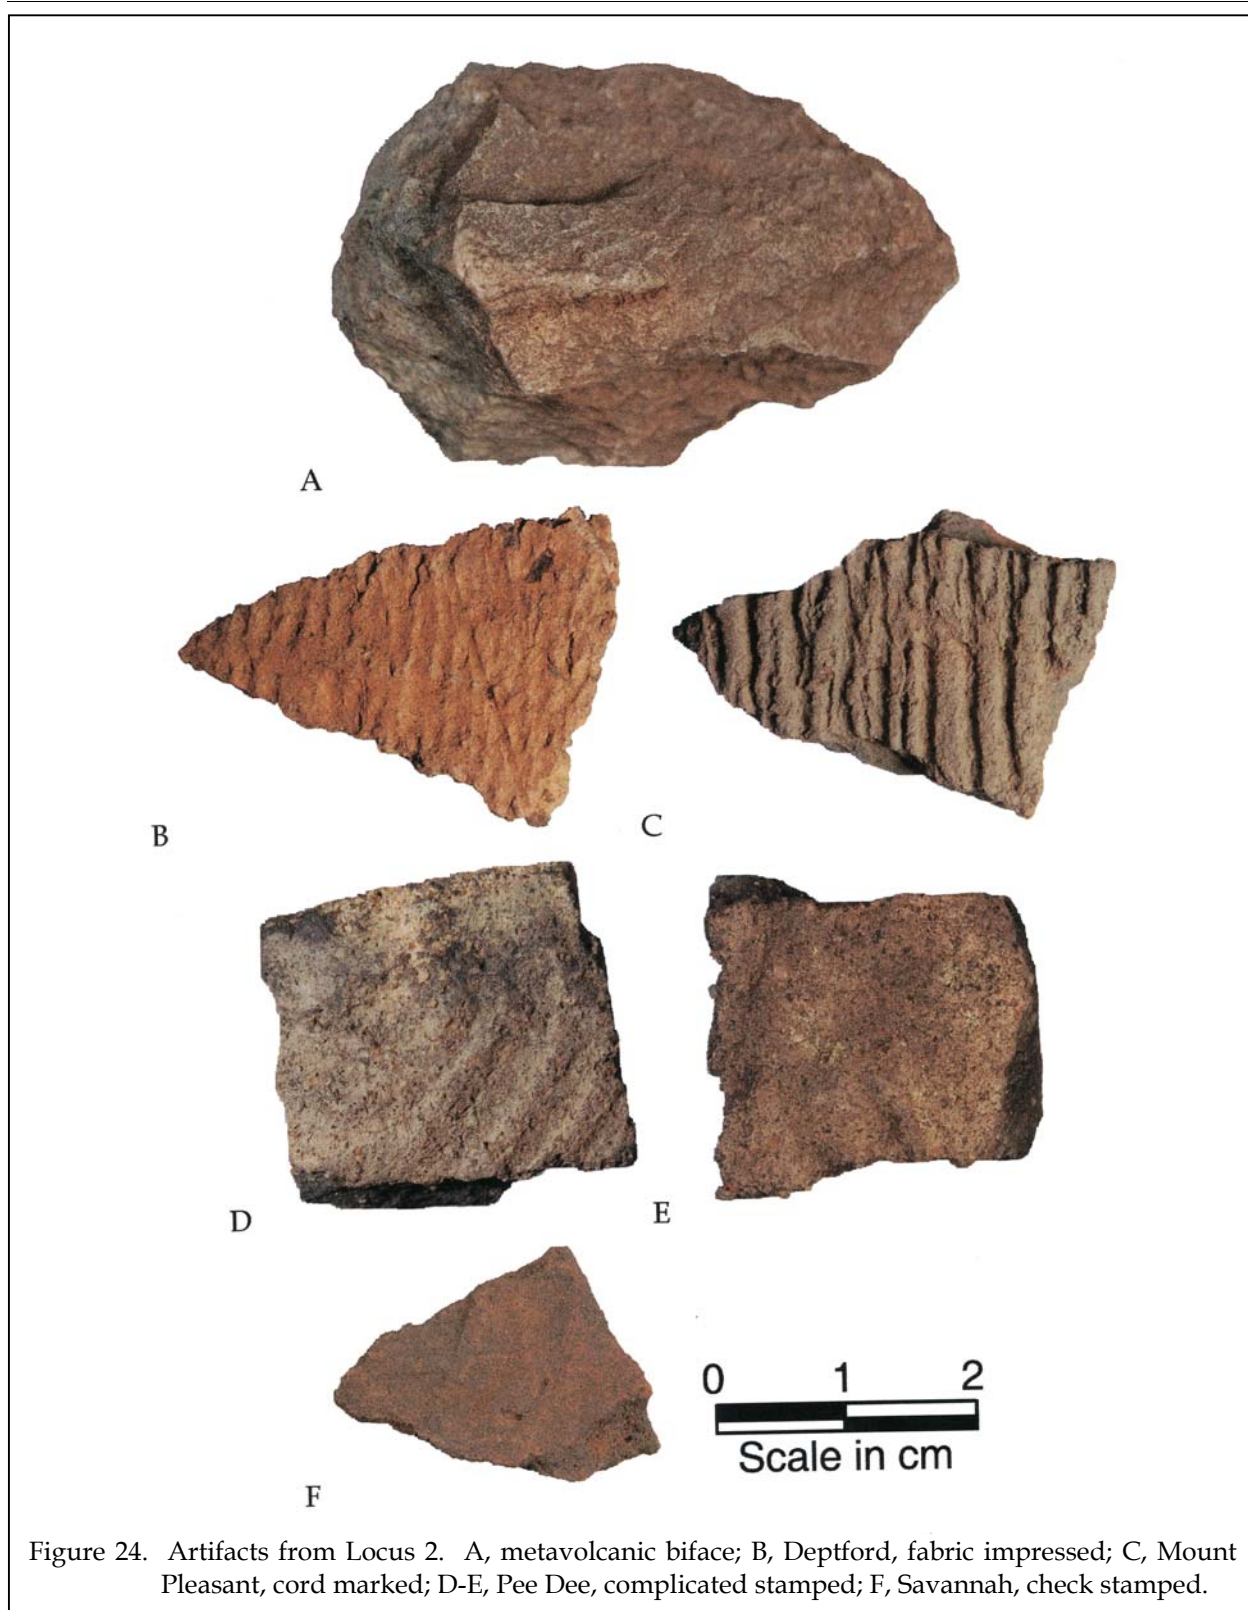 A
B
C
D
E
F
0 1 2
Scale in cm
Figure 24. Artifacts from Locus 2. A, metavolcanic biface; B, Deptford, fabric impressed; C, Mount
Pleasant, cord marked; D-E, Pee Dee, complicated stamped; F, Savannah, check stamped.